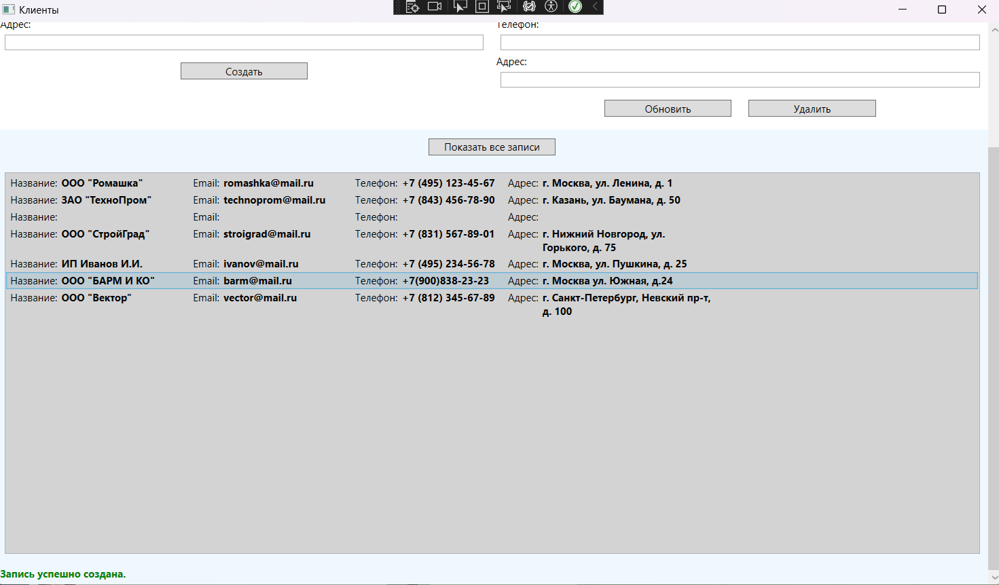 Клиенты
Адрес:
Телефон:
Адрес:
Создать
Обновить
Удалить
Показать все записи
Название: ООО "Ромашка" Email: romashka@mail.ru Телефон: +7 (495) 123-45-67 Адрес: г. Москва, ул. Ленина, д. 1
Название: ЗАО "ТехноПром" Email: technoprom@mail.ru Телефон: +7 (843) 456-78-90 Адрес: г. Казань, ул. Баумана, д. 50
Название: Email: Телефон: Адрес:
Название: ООО "СтройГрад" Email: stroigrad@mail.ru Телефон: +7 (831) 567-89-01 Адрес: г. Нижний Новгород, ул.
Горького, д. 75
Название: ИП Иванов И.И. Email: ivanov@mail.ru Телефон: +7 (495) 234-56-78 Адрес: г. Москва, ул. Пушкина, д. 25
Название: ООО "БАРМ И КО" Email: barm@mail.ru Телефон: +7(900)838-23-23 Адрес: г. Москва ул. Южная, д.24
Название: ООО "Вектор" Email: vector@mail.ru Телефон: +7 (812) 345-67-89 Адрес: г. Санкт-Петербург, Невский пр-т,
д. 100
Запись успешно создана.